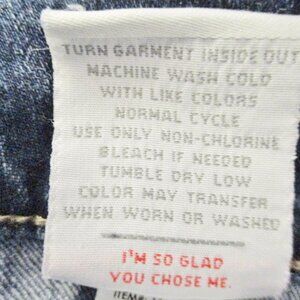 TURN GARMENT INSIDE OUT
MACHINE WASH COLD
WITH LIKE COLORS
NORMAL CYCLE
USE ONLY NON-CHLORINE
BLEACH IF NEEDED
TUMBLE DRY LOW
COLOR MAY TRANSFER
WHEN WORN OR WASHED
I'M SO GLAD
YOU CHOSE ME.
ITEM#